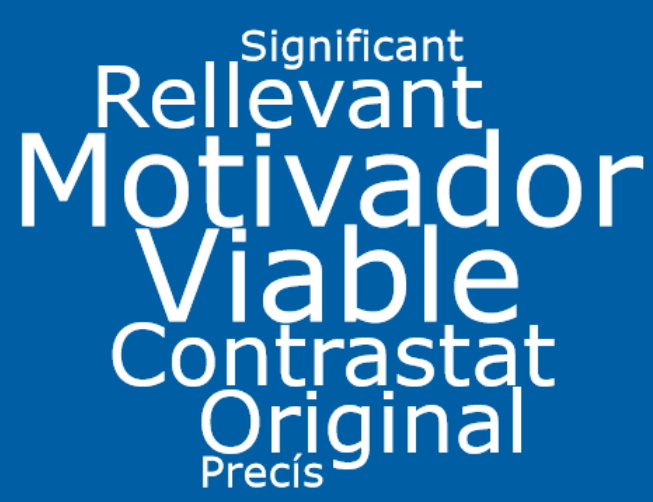 Significant
Rellevant
Motivador
Viable
Contrastat
Original
Precís